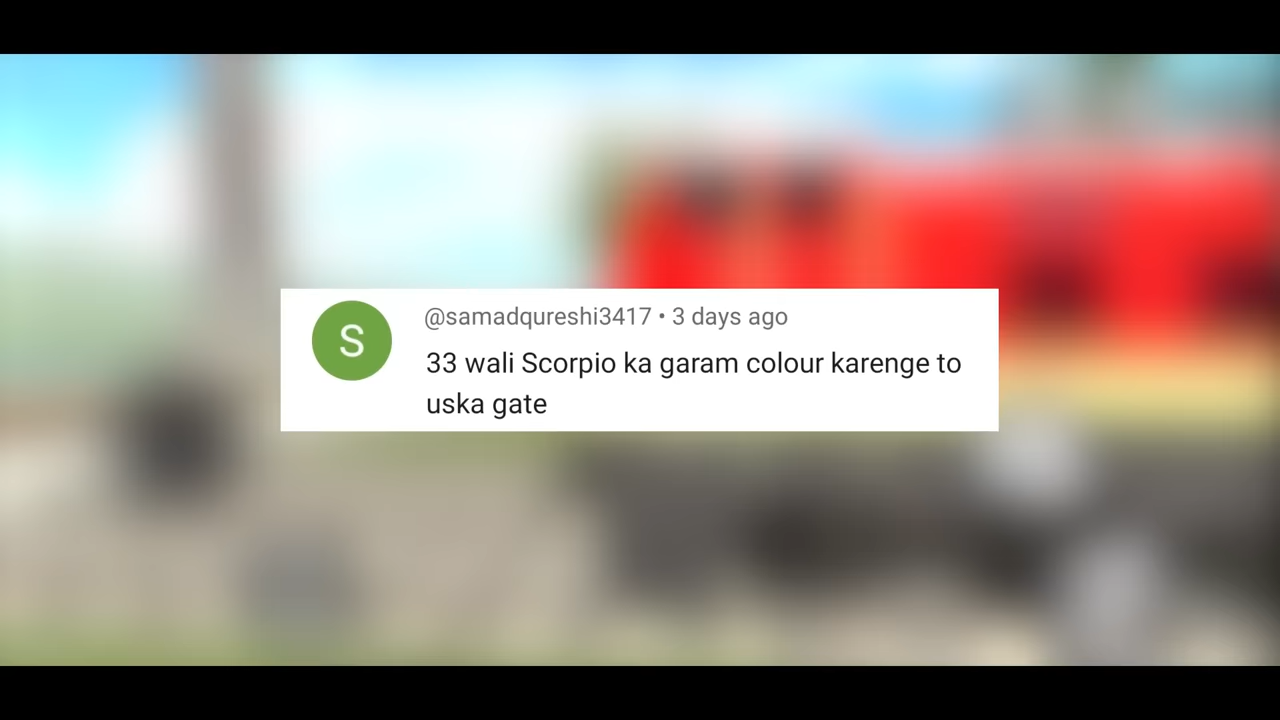 S
@samadqureshi3417 • 3 days ago
33 wali Scorpio ka garam colour karenge to
uska gate